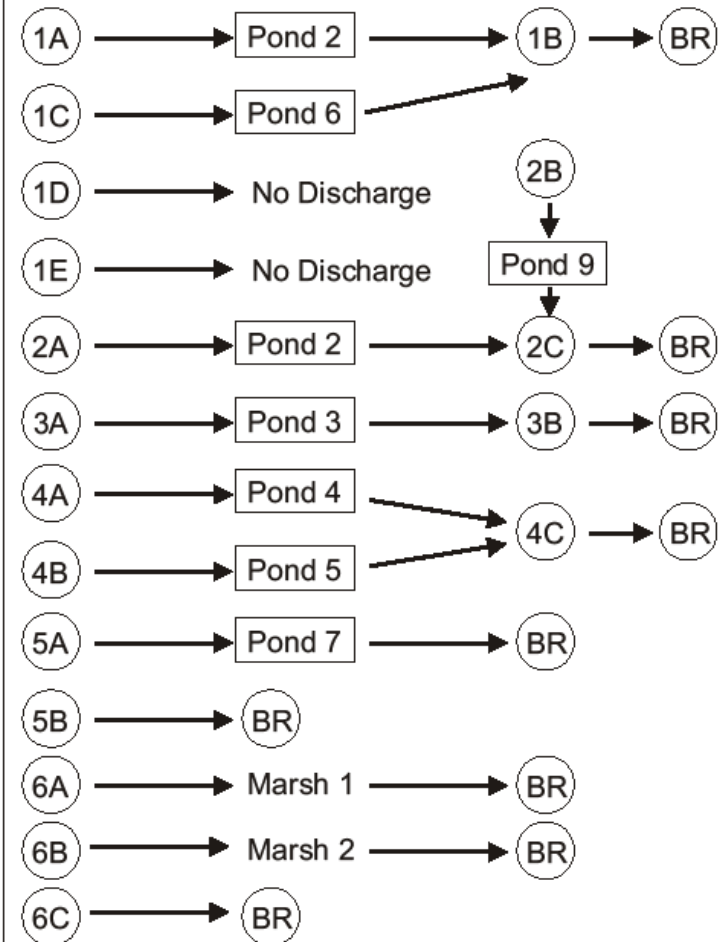 1A Pond 2 1B BR
1C Pond 6
1D No Discharge 2B
1E No Discharge Pond 9
2A Pond 2 2C BR
3A Pond 3 3B BR
4A Pond 4
4C BR
4B Pond 5
5A Pond 7 BR
5B BR
6A Marsh 1 BR
6B Marsh 2 BR
6C BR